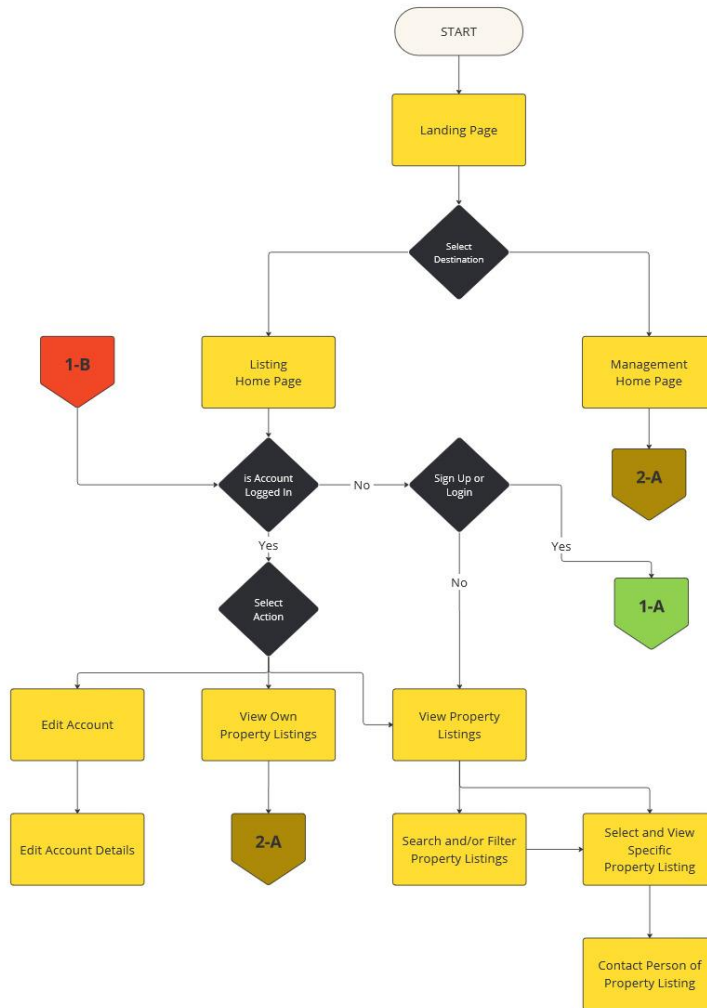 START
Landing Page
Select
Destination
1-B
Listing
Home Page
Management
Home Page
is Account
Logged In
No
Sign Up or
Login
2-A
Yes
Yes
Select
Action
No
1-A
Edit Account
View Own
Property Listings
View Property
Listings
Edit Account Details
2-A
Search and/or Filter
Property Listings
Select and View
Specific
Property Listing
Contact Person of
Property Listing